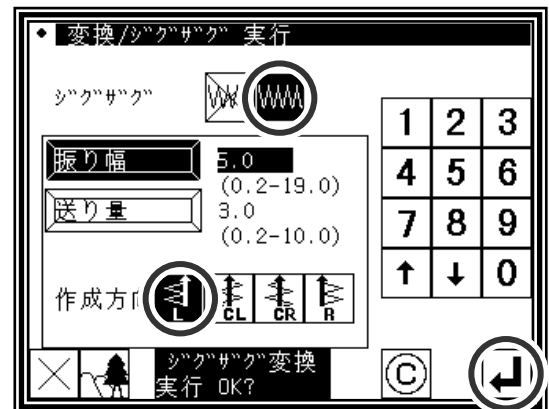 変換/ｼﾞｸﾞｻﾞｸﾞ 実行
ｼﾞｸﾞｻﾞｸﾞ
振り幅 5.0
(0.2-19.0)
送り量 3.0
(0.2-10.0)
作成方向
L CL CR R
1 2 3
4 5 6
7 8 9
↑ ↓ 0
ｼﾞｸﾞｻﾞｸﾞ変換
実行 OK?
Ⓒ